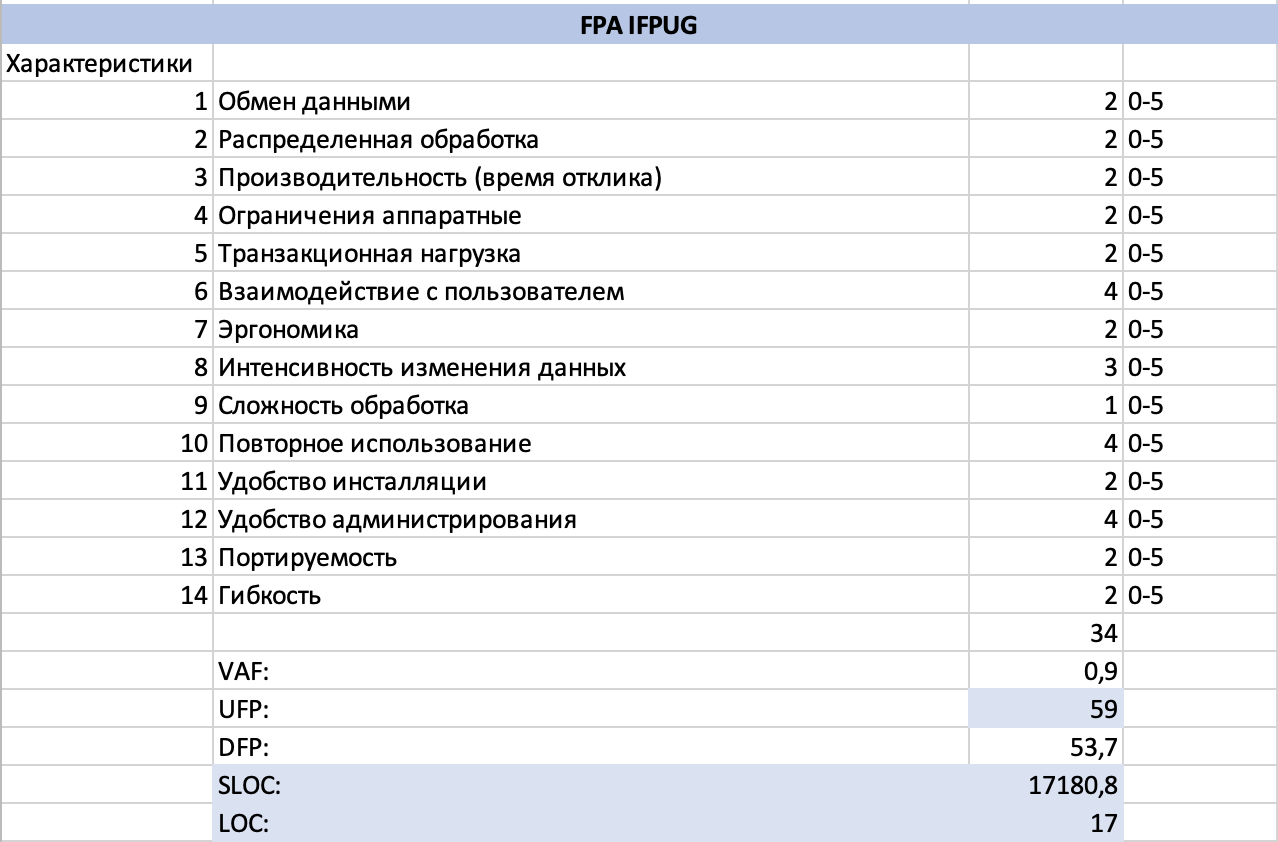 FPA IFPUG
Характеристики
1 Обмен данными 2 0-5
2 Распределенная обработка 2 0-5
3 Производительность (время отклика) 2 0-5
4 Ограничения аппаратные 2 0-5
5 Транзакционная нагрузка 2 0-5
6 Взаимодействие с пользователем 4 0-5
7 Эргономика 2 0-5
8 Интенсивность изменения данных 3 0-5
9 Сложность обработка 1 0-5
10 Повторное использование 4 0-5
11 Удобство инсталляции 2 0-5
12 Удобство администрирования 4 0-5
13 Портируемость 2 0-5
14 Гибкость 2 0-5
34
VAF: 0,9
UFP: 59
DFP: 53,7
SLOC: 17180,8
LOC: 17